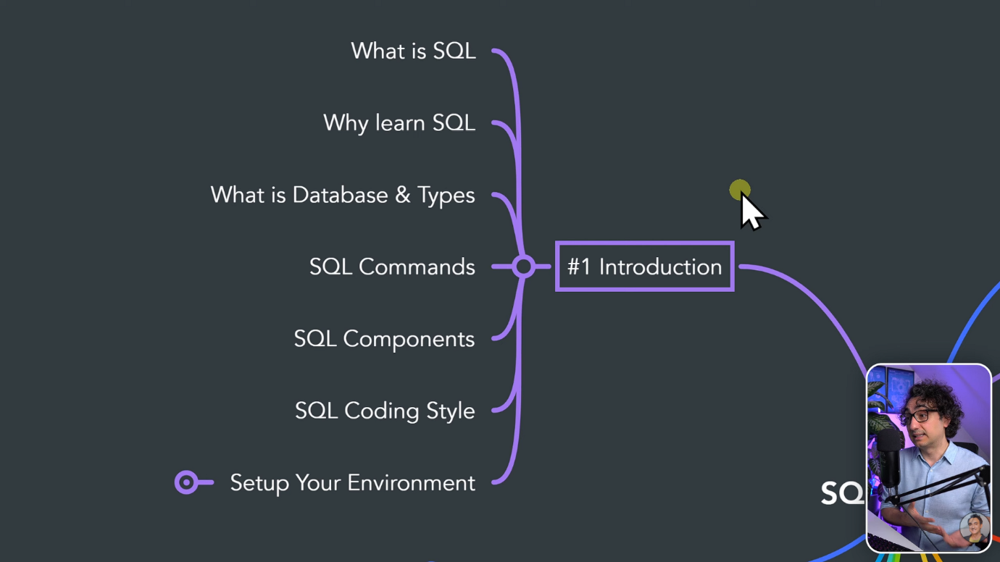 What is SQL
Why learn SQL
What is Database & Types
SQL Commands
#1 Introduction
SQL Components
SQL Coding Style
Setup Your Environment